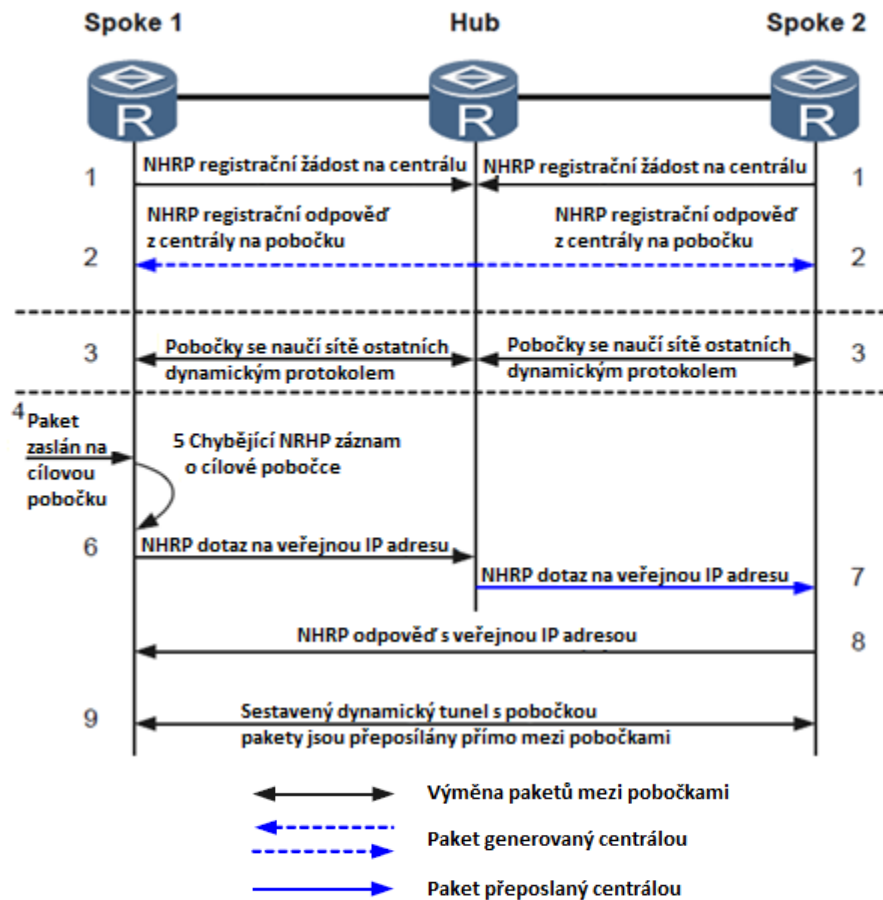 Spoke 1
Hub
Spoke 2
R
R
R
1
NHRP registrační žádost na centrálu
NHRP registrační žádost na centrálu
1
NHRP registrační odpověď
z centrály na pobočku
NHRP registrační odpověď
z centrály na pobočku
2
2
3
Pobočky se naučí sítě ostatních
dynamickým protokolem
Pobočky se naučí sítě ostatních
dynamickým protokolem
3
4
Paket
zaslán na
cílovou
pobočku
5 Chybějící NRHP záznam
o cílové pobočce
6
NHRP dotaz na veřejnou IP adresu
NHRP dotaz na veřejnou IP adresu
7
NHRP odpověď s veřejnou IP adresou
8
9
Sestavený dynamický tunel s pobočkou
pakety jsou přeposílány přímo mezi pobočkami
Výměna paketů mezi pobočkami
Paket generovaný centrálou
Paket přeposlaný centrálou